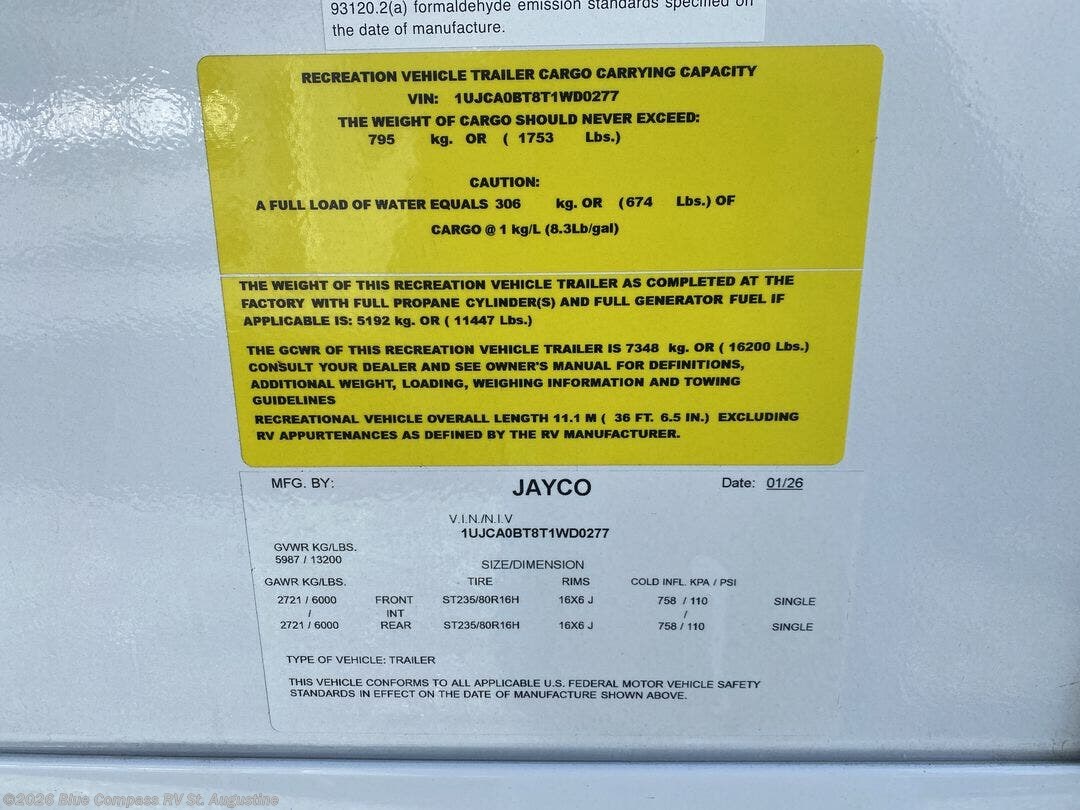 93120.2(a) formaldehyde emission standards specified on
the date of manufacture.
RECREATION VEHICLE TRAILER CARGO CARRYING CAPACITY
VIN: 1UJCA0BT8T1WD0277
THE WEIGHT OF CARGO SHOULD NEVER EXCEED:
795 kg. OR ( 1753 Lbs.)
CAUTION:
A FULL LOAD OF WATER EQUALS 306 kg. OR (674 Lbs.) OF
CARGO @ 1 kg/L (8.3Lb/gal)
THE WEIGHT OF THIS RECREATION VEHICLE TRAILER AS COMPLETED AT THE
FACTORY WITH FULL PROPANE CYLINDER(S) AND FULL GENERATOR FUEL IF
APPLICABLE IS: 5192 kg. OR ( 11447 Lbs.)
THE GCWR OF THIS RECREATION VEHICLE TRAILER IS 7348 kg. OR ( 16200 Lbs.)
CONSULT YOUR DEALER AND SEE OWNER'S MANUAL FOR DEFINITIONS,
ADDITIONAL WEIGHT, LOADING, WEIGHING INFORMATION AND TOWING
GUIDELINES
RECREATIONAL VEHICLE OVERALL LENGTH 11.1 M ( 36 FT. 6.5 IN.) EXCLUDING
RV APPURTENANCES AS DEFINED BY THE RV MANUFACTURER.
MFG. BY: JAYCO Date: 01/26
V.I.N./N.I.V
1UJCA0BT8T1WD0277
GVWR KG/LBS.
5987 / 13200
SIZE/DIMENSION
GAWR KG/LBS. TIRE RIMS COLD INFL. KPA / PSI
2721 / 6000 FRONT ST235/80R16H 16X6 J 758 / 110 SINGLE
/ INT /
2721 / 6000 REAR ST235/80R16H 16X6 J 758 / 110 SINGLE
TYPE OF VEHICLE: TRAILER
THIS VEHICLE CONFORMS TO ALL APPLICABLE U.S. FEDERAL MOTOR VEHICLE SAFETY
STANDARDS IN EFFECT ON THE DATE OF MANUFACTURE SHOWN ABOVE.
©2026 Blue Compass RV St. Augustine